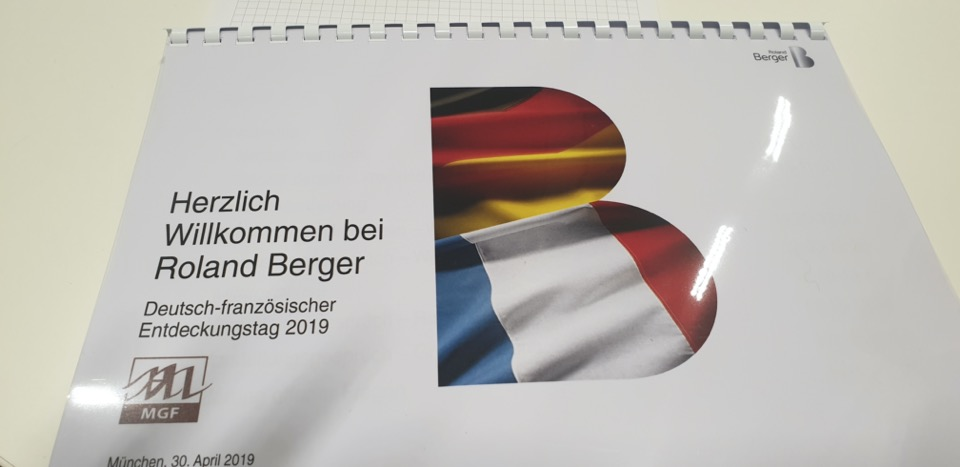 Roland
Berger
Herzlich
Willkommen bei
Roland Berger
Deutsch-französischer
Entdeckungstag 2019
MGF
München, 30. April 2019